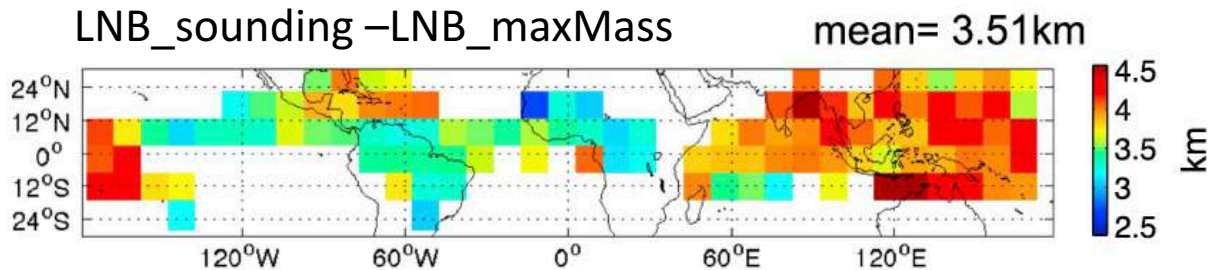 LNB_sounding –LNB_maxMass
mean= 3.51km
24°N
12°N
0°
12°S
24°S
120°W 60°W 0° 60°E 120°E
4.5
4
3.5
3
2.5
km